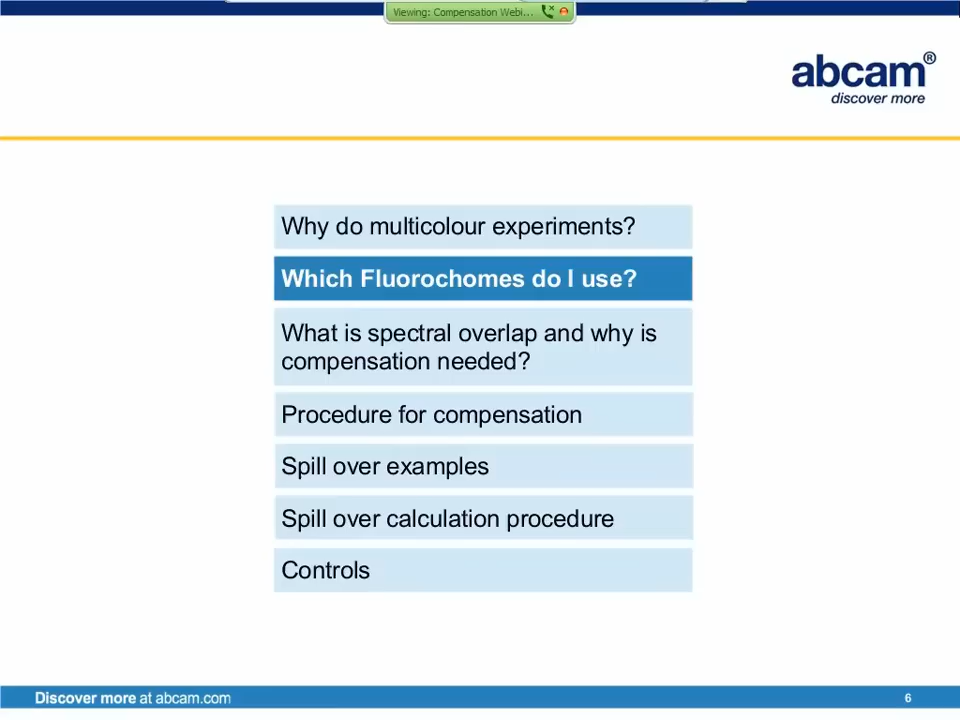 Viewing: Compensation Webi...
abcam®
discover more
Why do multicolour experiments?
Which Fluorochomes do I use?
What is spectral overlap and why is
compensation needed?
Procedure for compensation
Spill over examples
Spill over calculation procedure
Controls
Discover more at abcam.com
6